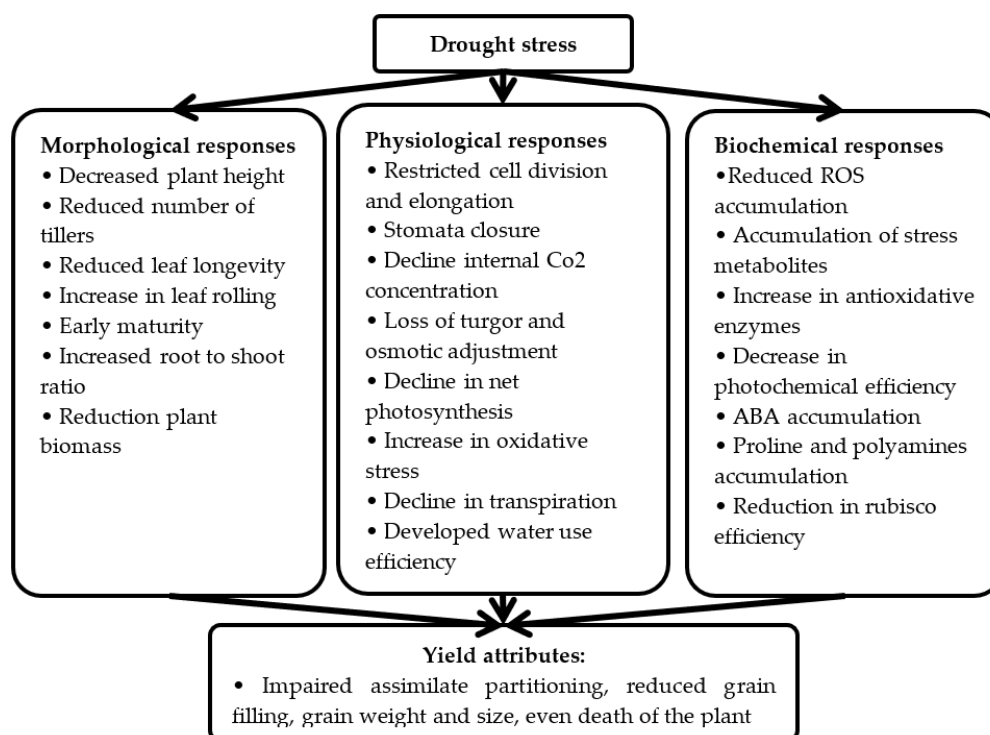 Drought stress
Morphological responses
• Decreased plant height
• Reduced number of
tillers
• Reduced leaf longevity
• Increase in leaf rolling
• Early maturity
• Increased root to shoot
ratio
• Reduction plant
biomass
Physiological responses
• Restricted cell division
and elongation
• Stomata closure
• Decline internal Co2
concentration
• Loss of turgor and
osmotic adjustment
• Decline in net
photosynthesis
• Increase in oxidative
stress
• Decline in transpiration
• Developed water use
efficiency
Biochemical responses
•Reduced ROS
accumulation
• Accumulation of stress
metabolites
• Increase in antioxidative
enzymes
• Decrease in
photochemical efficiency
• ABA accumulation
• Proline and polyamines
accumulation
• Reduction in rubisco
efficiency
Yield attributes:
• Impaired assimilate partitioning, reduced grain
filling, grain weight and size, even death of the plant